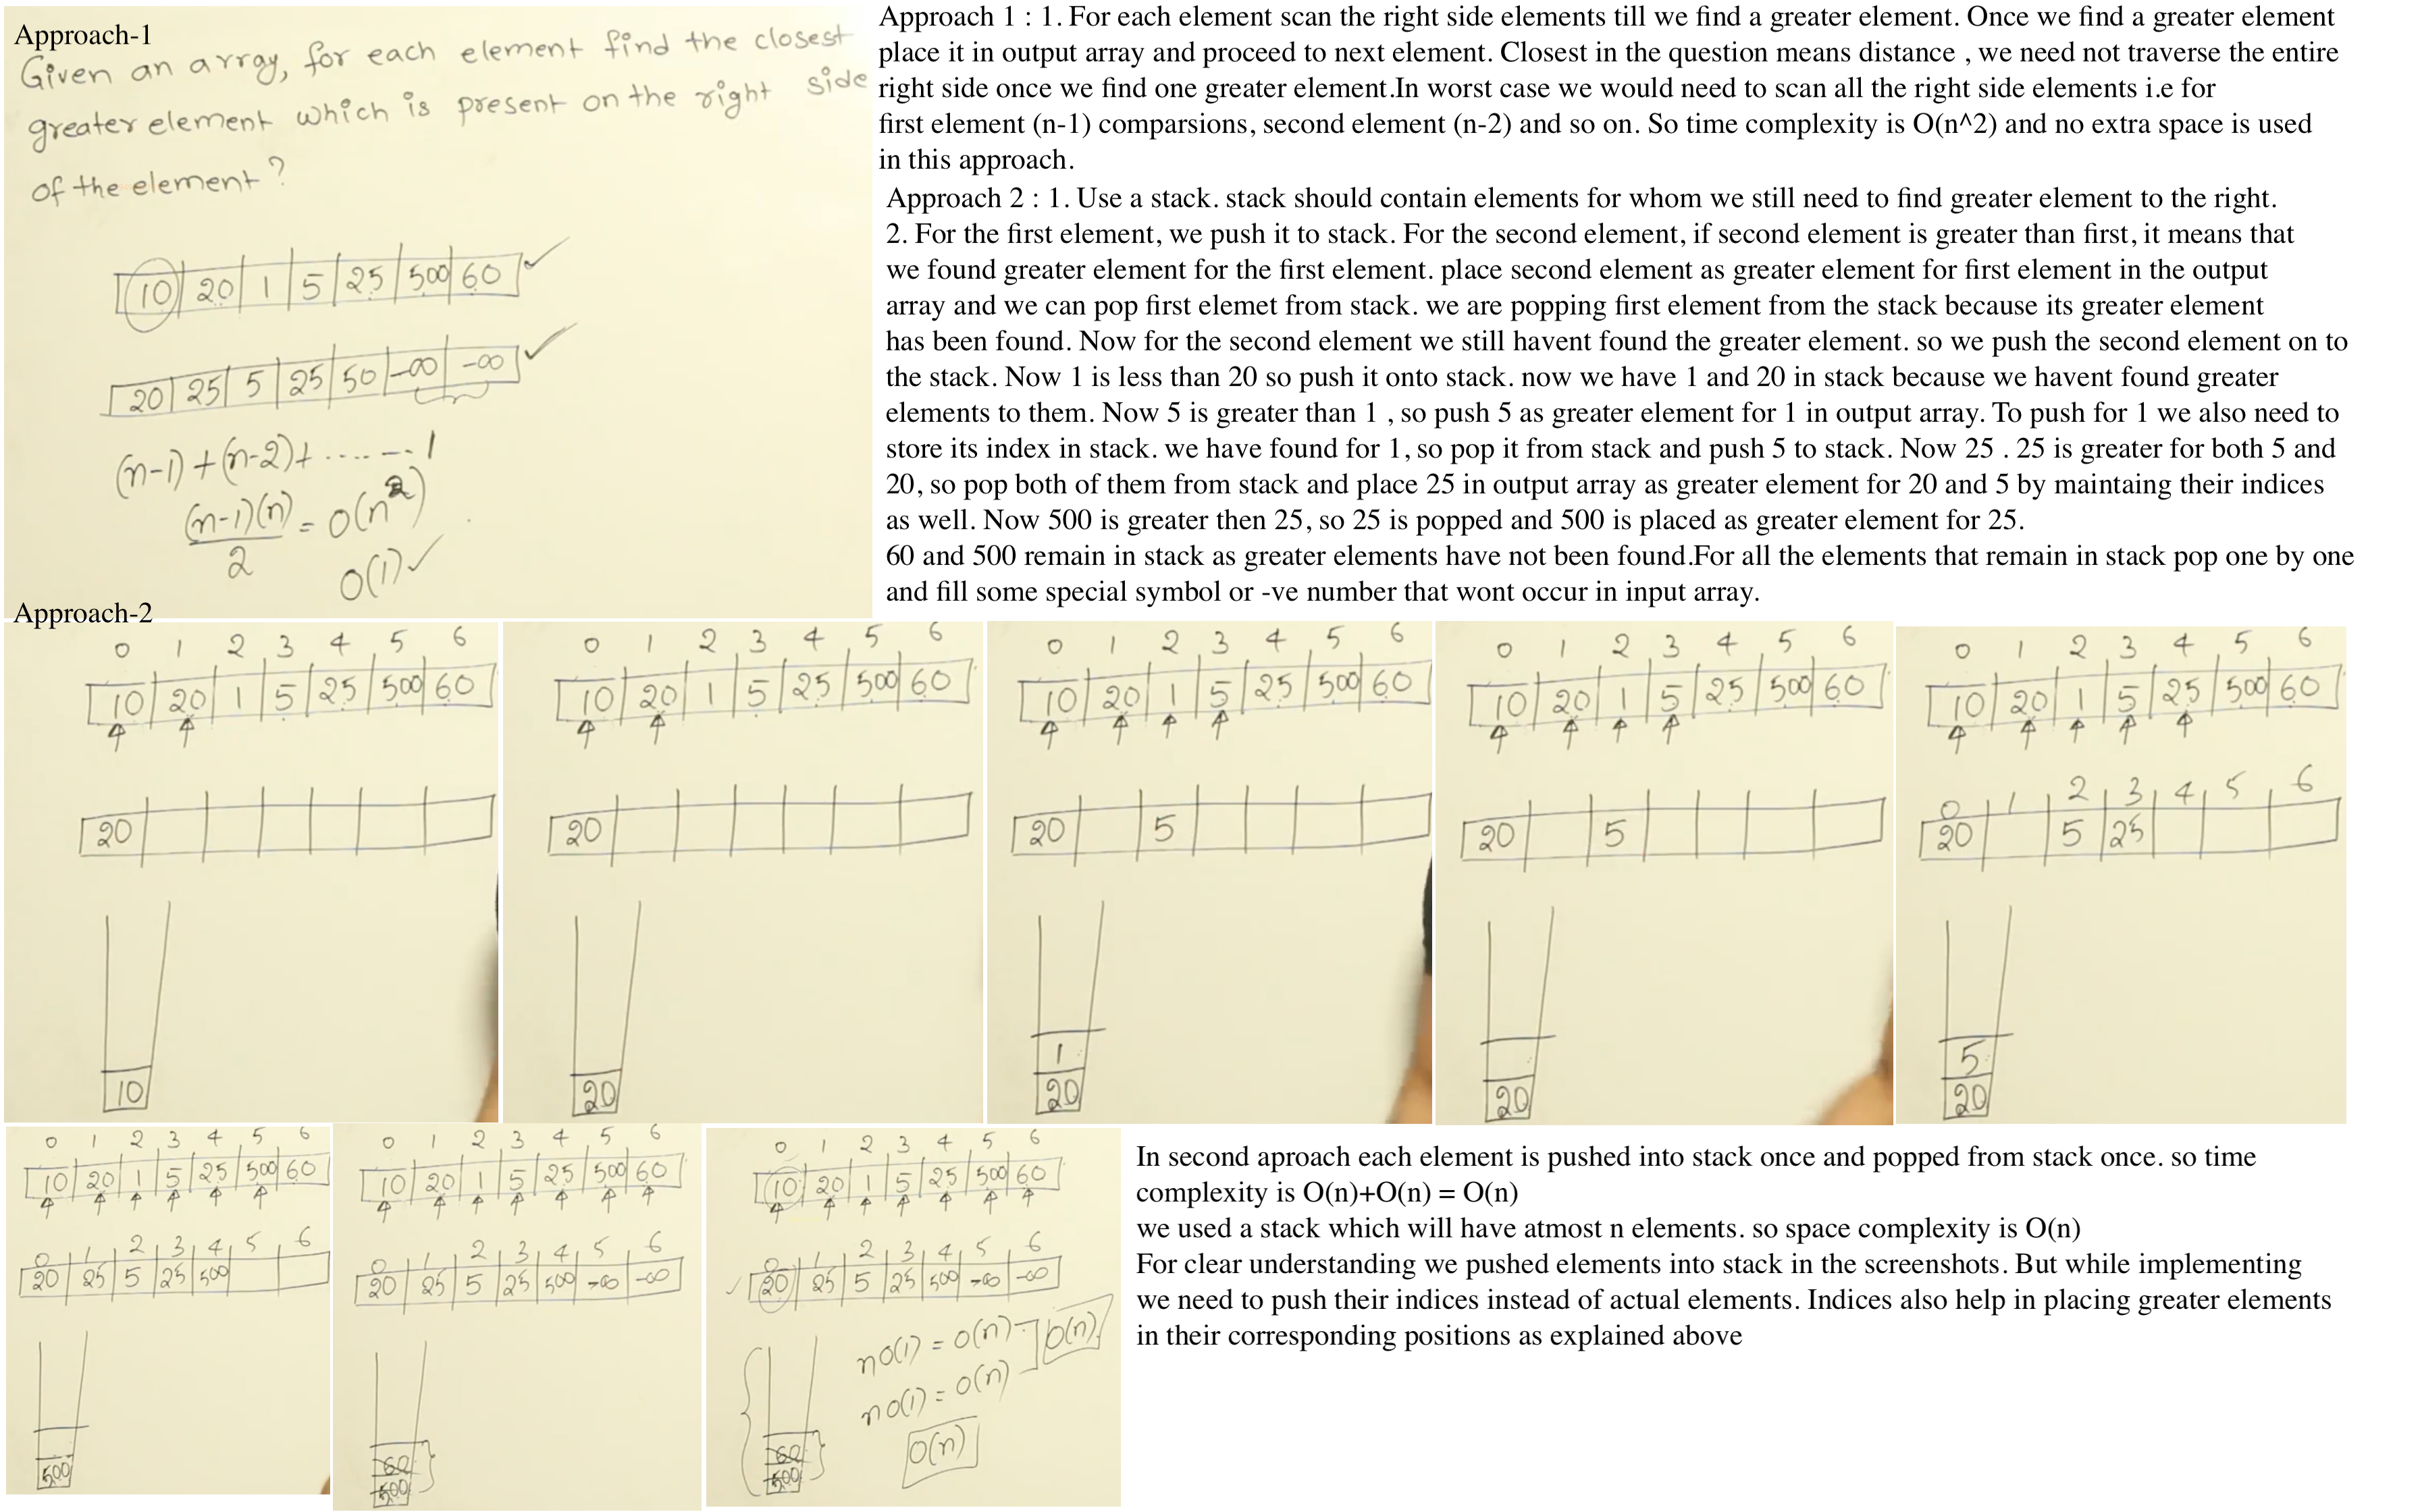 Approach-1
Given an array, for each element find the closest
greater element which is present on the right side
of the element?
10 20 1 5 25 500 60
20 25 5 25 50 -∞ -∞
(n-1)+(n-2)+......-.1
(n-1)(n)/2 = O(n^2)
O(1)
Approach 1 : 1. For each element scan the right side elements till we find a greater element. Once we find a greater element
place it in output array and proceed to next element. Closest in the question means distance , we need not traverse the entire
right side once we find one greater element.In worst case we would need to scan all the right side elements i.e for
first element (n-1) comparsions, second element (n-2) and so on. So time complexity is O(n^2) and no extra space is used
in this approach.
Approach 2 : 1. Use a stack. stack should contain elements for whom we still need to find greater element to the right.
2. For the first element, we push it to stack. For the second element, if second element is greater than first, it means that
we found greater element for the first element. place second element as greater element for first element in the output
array and we can pop first elemet from stack. we are popping first element from the stack because its greater element
has been found. Now for the second element we still havent found the greater element. so we push the second element on to
the stack. Now 1 is less than 20 so push it onto stack. now we have 1 and 20 in stack because we havent found greater
elements to them. Now 5 is greater than 1 , so push 5 as greater element for 1 in output array. To push for 1 we also need to
store its index in stack. we have found for 1, so pop it from stack and push 5 to stack. Now 25 . 25 is greater for both 5 and
20, so pop both of them from stack and place 25 in output array as greater element for 20 and 5 by maintaing their indices
as well. Now 500 is greater then 25, so 25 is popped and 500 is placed as greater element for 25.
60 and 500 remain in stack as greater elements have not been found.For all the elements that remain in stack pop one by one
and fill some special symbol or -ve number that wont occur in input array.
Approach-2
0 1 2 3 4 5 6
10 20 1 5 25 500 60
20
10
0 1 2 3 4 5 6
10 20 1 5 25 500 60
20
20
0 1 2 3 4 5 6
10 20 1 5 25 500 60
20 5
1
20
0 1 2 3 4 5 6
10 20 1 5 25 500 60
20 5
20
0 1 2 3 4 5 6
10 20 1 5 25 500 60
0 1 2 3 4 5 6
20 5 25
5
20
0 1 2 3 4 5 6
10 20 1 5 25 500 60
0 1 2 3 4 5 6
20 25 5 25 500
500
0 1 2 3 4 5 6
10 20 1 5 25 500 60
0 1 2 3 4 5 6
20 25 5 25 500 -∞ -∞
60
500
0 1 2 3 4 5 6
10 20 1 5 25 500 60
0 1 2 3 4 5 6
20 25 5 25 500 -∞ -∞
n O(1) = O(n) O(n)
n O(1) = O(n)
O(n)
60
500
In second aproach each element is pushed into stack once and popped from stack once. so time
complexity is O(n)+O(n) = O(n)
we used a stack which will have atmost n elements. so space complexity is O(n)
For clear understanding we pushed elements into stack in the screenshots. But while implementing
we need to push their indices instead of actual elements. Indices also help in placing greater elements
in their corresponding positions as explained above